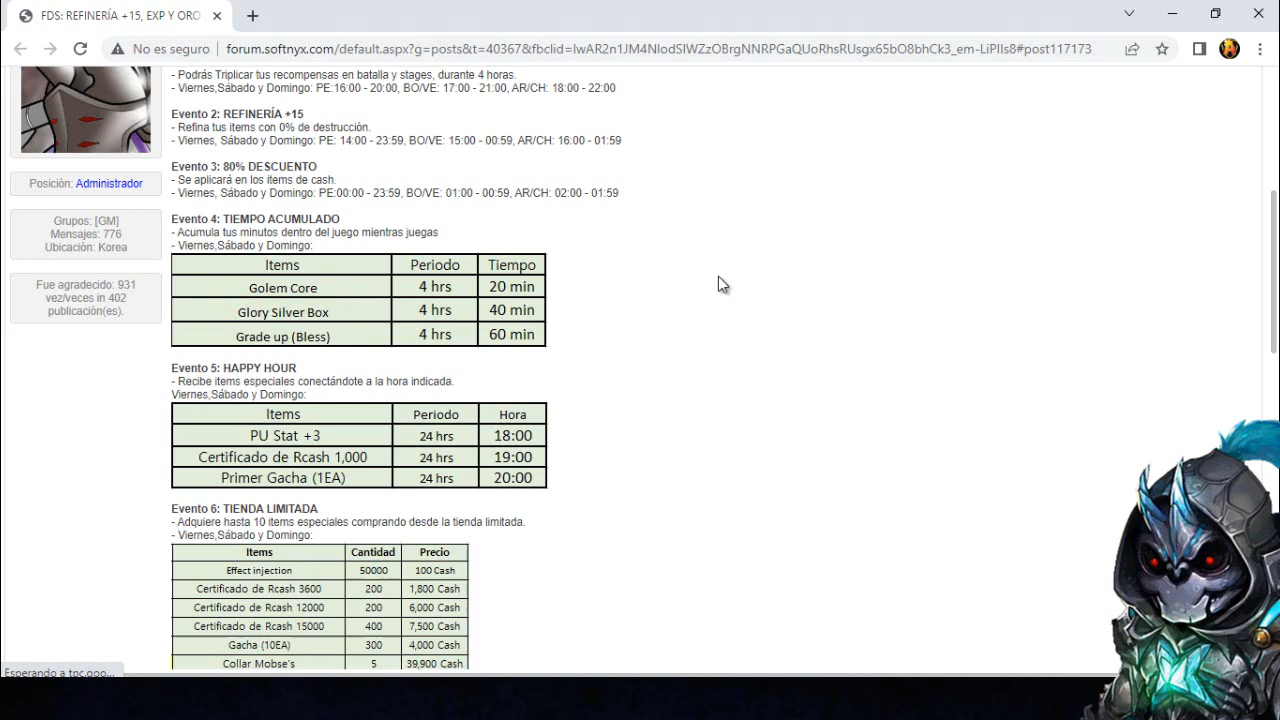 FDS: REFINERÍA +15, EXP Y ORO
No es seguro
forum.softnyx.com/default.aspx?g=posts&t=40367&fbclid=IwAR2n1JM4NIodSIWZzOBrgNNRPGaQUoRhsRUsgx65bO8bhCk3_em-LiPIIs8#post117173
- Podrás Triplicar tus recompensas en batalla y stages, durante 4 horas.
- Viernes,Sábado y Domingo: PE:16:00 - 20:00, BO/VE: 17:00 - 21:00, AR/CH: 18:00 - 22:00
Evento 2: REFINERÍA +15
- Refina tus items con 0% de destrucción.
- Viernes, Sábado y Domingo: PE: 14:00 - 23:59, BO/VE: 15:00 - 00:59, AR/CH: 16:00 - 01:59
Evento 3: 80% DESCUENTO
- Se aplicará en los items de cash.
- Viernes, Sábado y Domingo: PE:00:00 - 23:59, BO/VE: 01:00 - 00:59, AR/CH: 02:00 - 01:59
Posición: Administrador
Grupos: [GM]
Mensajes: 776
Ubicación: Korea
Fue agradecido: 931
vez/veces in 402
publicación(es).
Evento 4: TIEMPO ACUMULADO
- Acumula tus minutos dentro del juego mientras juegas
- Viernes,Sábado y Domingo:
Items Periodo Tiempo
Golem Core 4 hrs 20 min
Glory Silver Box 4 hrs 40 min
Grade up (Bless) 4 hrs 60 min
Evento 5: HAPPY HOUR
- Recibe items especiales conectándote a la hora indicada.
Viernes,Sábado y Domingo:
Items Periodo Hora
PU Stat +3 24 hrs 18:00
Certificado de Rcash 1,000 24 hrs 19:00
Primer Gacha (1EA) 24 hrs 20:00
Evento 6: TIENDA LIMITADA
- Adquiere hasta 10 items especiales comprando desde la tienda limitada.
- Viernes,Sábado y Domingo:
Items Cantidad Precio
Effect injection 50000 100 Cash
Certificado de Rcash 3600 200 1,800 Cash
Certificado de Rcash 12000 200 6,000 Cash
Certificado de Rcash 15000 400 7,500 Cash
Gacha (10EA) 300 4,000 Cash
Collar Mobse's 5 39,900 Cash
Esperando a tpc.goo...